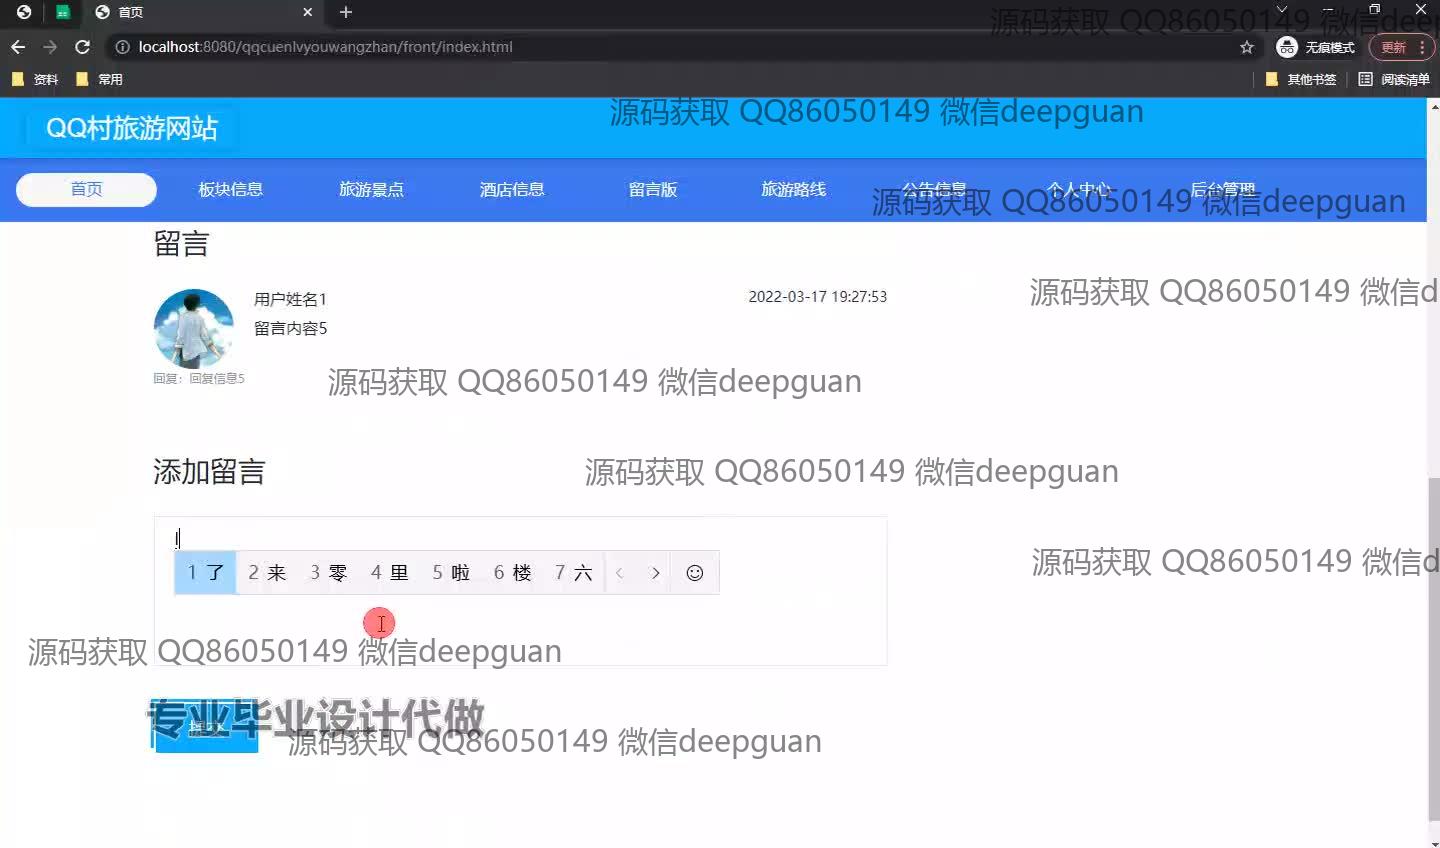 首页
localhost:8080/qqcuenlvyouwangzhan/front/index.html
无痕模式
更新
资料
常用
其他书签
阅读清单
源码获取 QQ86050149 微信deep
源码获取 QQ86050149 微信deepguan
QQ村旅游网站
首页
板块信息
旅游景点
酒店信息
留言版
旅游路线
公告信息
个人中心
后台管理
源码获取 QQ86050149 微信deepguan
留言
用户姓名1
2022-03-17 19:27:53
源码获取 QQ86050149 微信d
留言内容5
回复：回复信息5
源码获取 QQ86050149 微信deepguan
添加留言
源码获取 QQ86050149 微信deepguan
l
1 了 2 来 3 零 4 里 5 啦 6 楼 7 六
源码获取 QQ86050149 微信d
源码获取 QQ86050149 微信deepguan
专业毕业设计代做
提交
源码获取 QQ86050149 微信deepguan